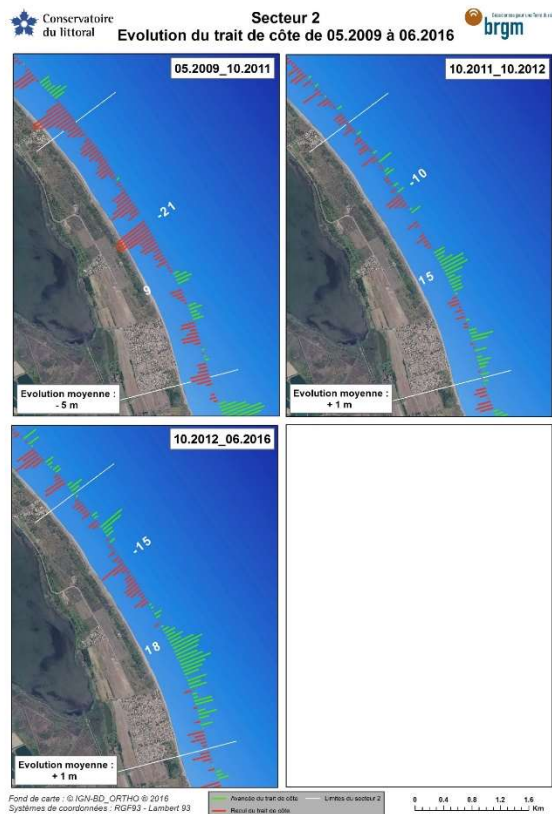 Conservatoire
du littoral
Secteur 2
Evolution du trait de côte de 05.2009 à 06.2016
brgm
05.2009_10.2011
-21
9
Evolution moyenne :
- 5 m
10.2011_10.2012
-10
15
Evolution moyenne :
+ 1 m
10.2012_06.2016
-15
18
Evolution moyenne :
+ 1 m
Fond de carte : © IGN-BD_ORTHO ® 2016
Systèmes de coordonnées : RGF93 - Lambert 93
Avancée du trait de côte
Limites du secteur 2
Recul du trait de côte
0 0.4 0.8 1.2 1.6
Km